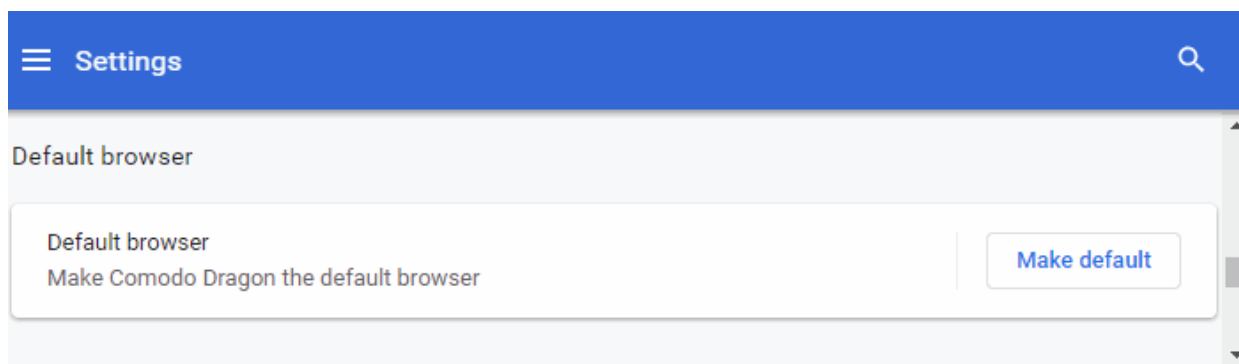 Settings
Default browser
Default browser
Make Comodo Dragon the default browser
Make default